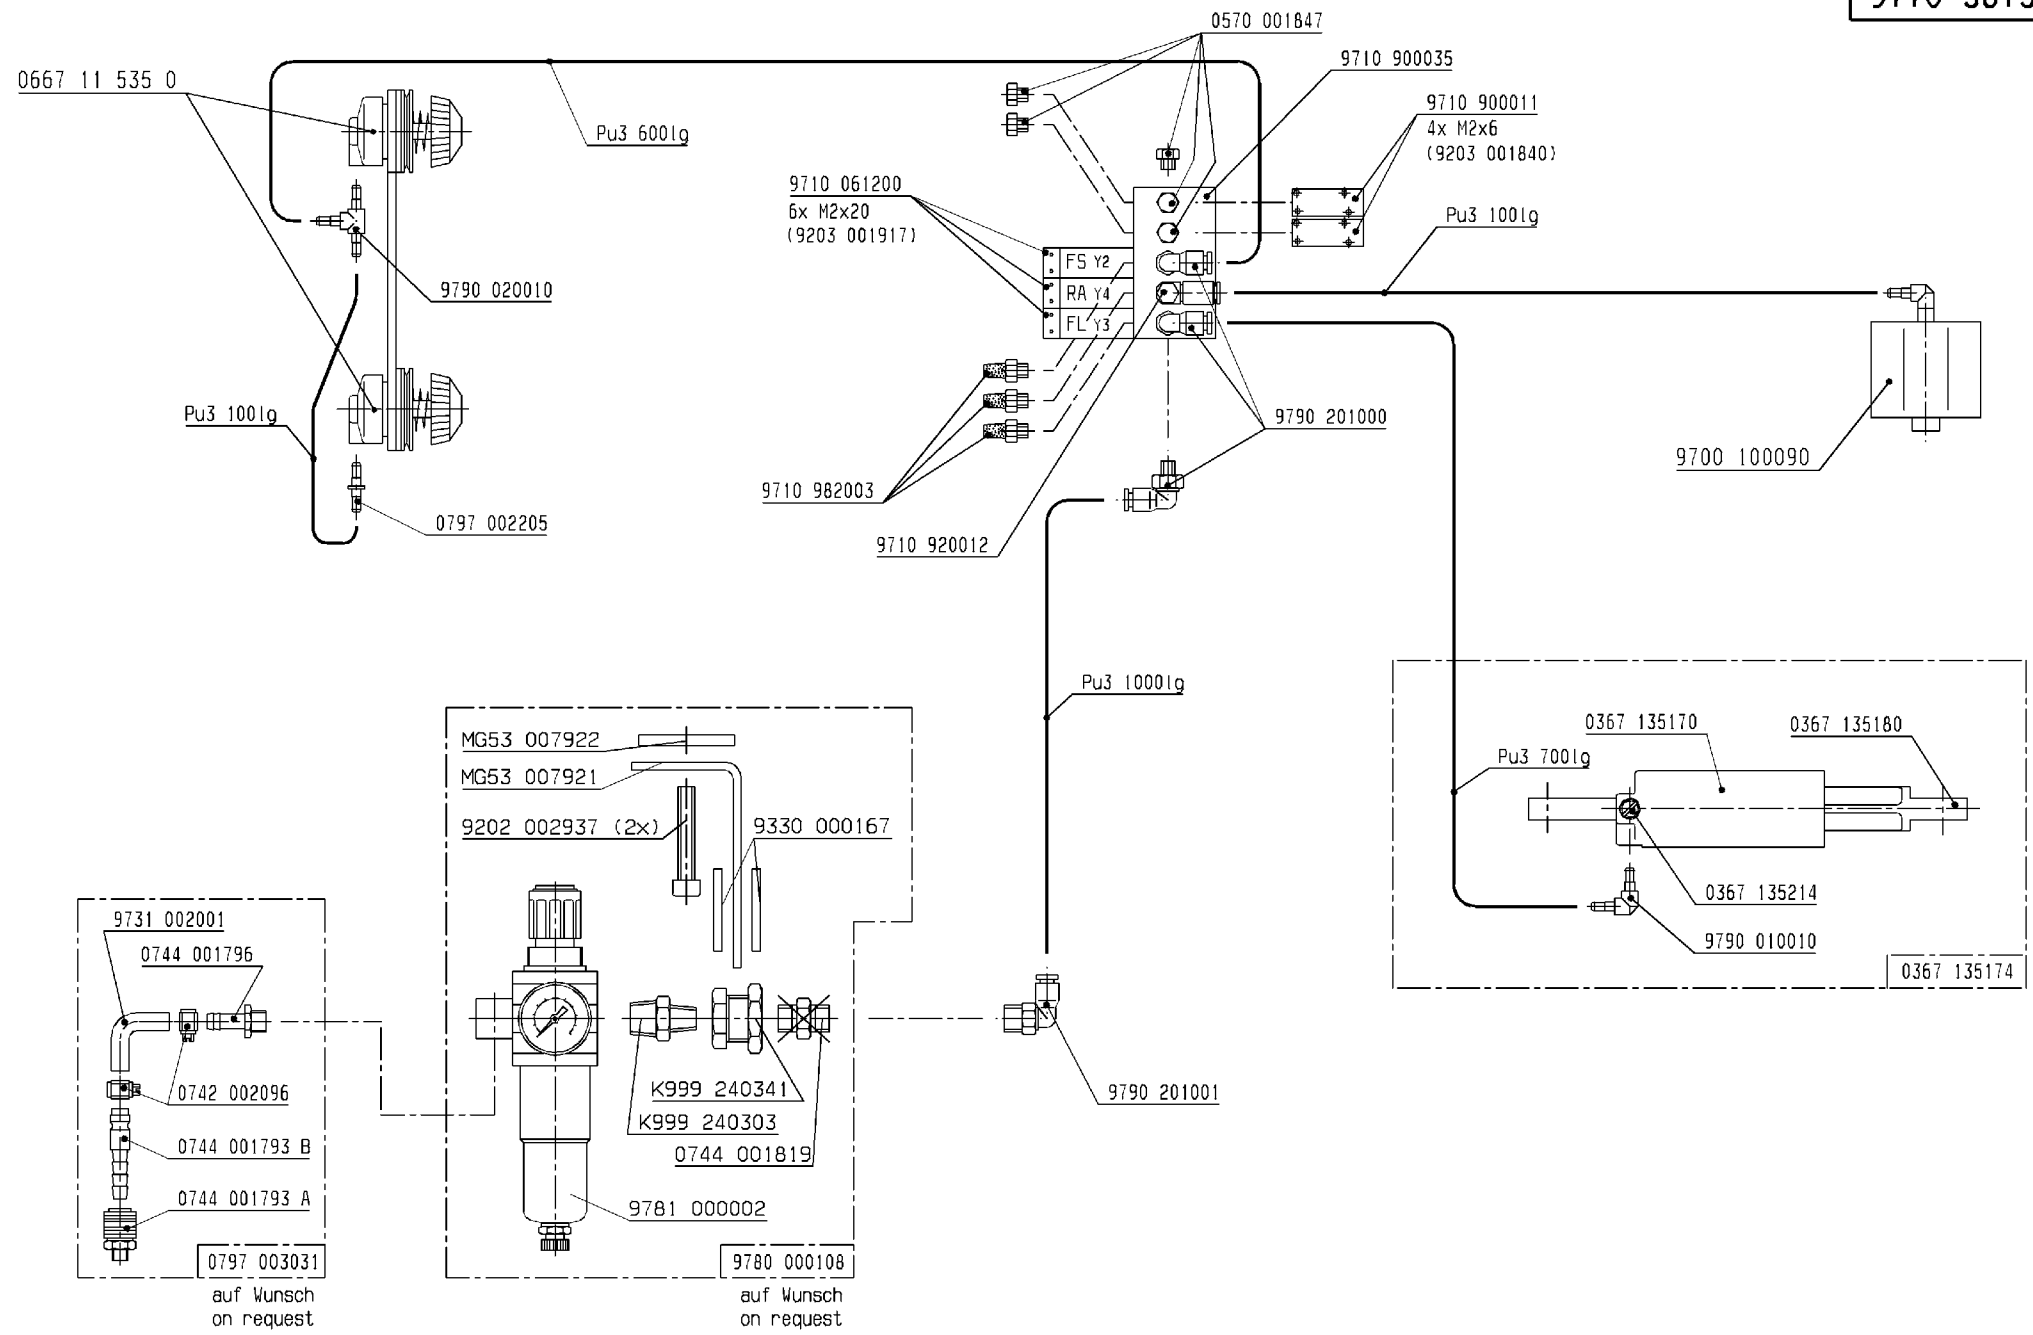 0570 001847
9710 900035
0667 11 535 0
9710 900011
4x M2x6
(9203 001840)
Pu3 600lg
9710 061200
6x M2x20
(9203 001917)
Pu3 100lg
FS Y2
RA Y4
FL Y3
9790 020010
Pu3 100lg
9790 201000
9700 100090
9710 982003
0797 002205
9710 920012
Pu3 1000lg
0367 135170
0367 135180
MG53 007922
Pu3 700lg
MG53 007921
9202 002937 (2x)
9330 000167
0367 135214
9731 002001
9790 010010
0744 001796
0367 135174
0742 002096
K999 240341
9790 201001
K999 240303
0744 001793 B
0744 001819
0744 001793 A
9781 000002
0797 003031
9780 000108
auf Wunsch
on request
auf Wunsch
on request